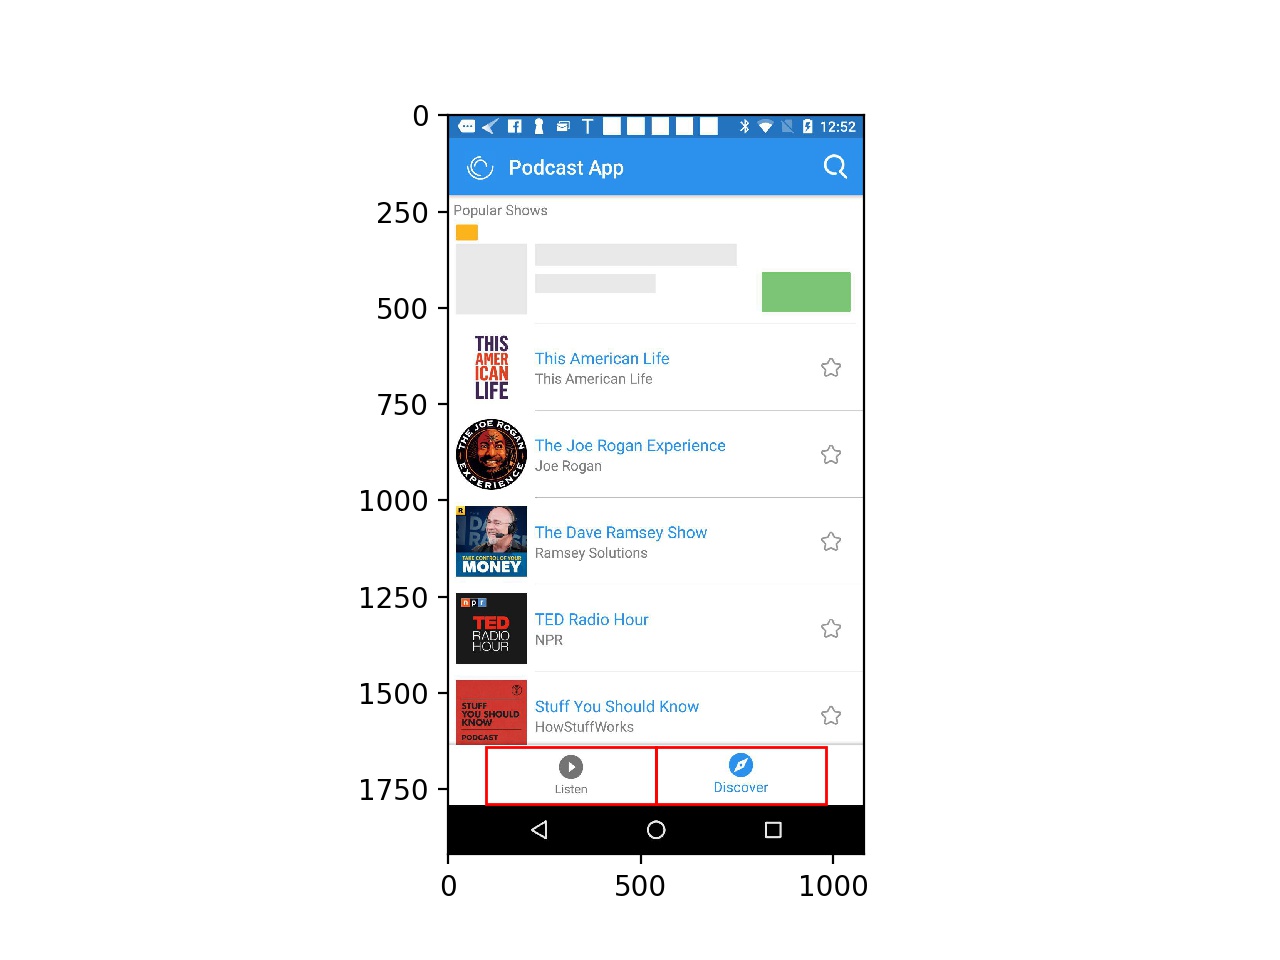 0
12:52
Podcast App
250
Popular Shows
500
THIS
AMER
ICAN
LIFE
This American Life
This American Life
750
THE JOE ROGAN
EXPERIENCE
The Joe Rogan Experience
Joe Rogan
1000
R
TAKE CONTROL OF YOUR
MONEY
The Dave Ramsey Show
Ramsey Solutions
1250
npr
TED
RADIO
HOUR
TED Radio Hour
NPR
1500
STUFF
YOU SHOULD
KNOW
PODCAST
Stuff You Should Know
HowStuffWorks
1750
Listen
Discover
0
500
1000